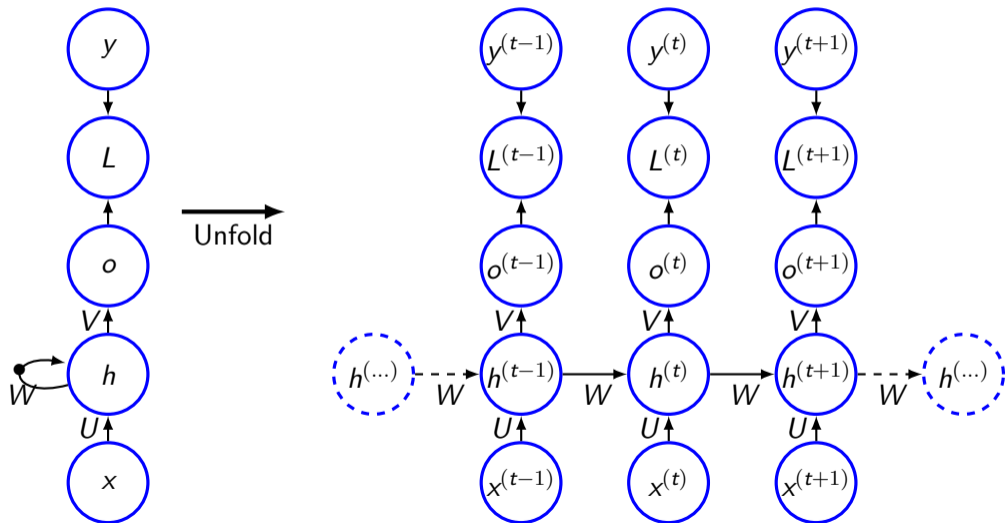 y y^(t−1) y^(t) y^(t+1)
L L^(t−1) L^(t) L^(t+1)
Unfold
o o^(t−1) o^(t) o^(t+1)
V V V V
h h^(...) h^(t−1) h^(t) h^(t+1) h^(...)
W W W W W
U U U U
x x^(t−1) x^(t) x^(t+1)